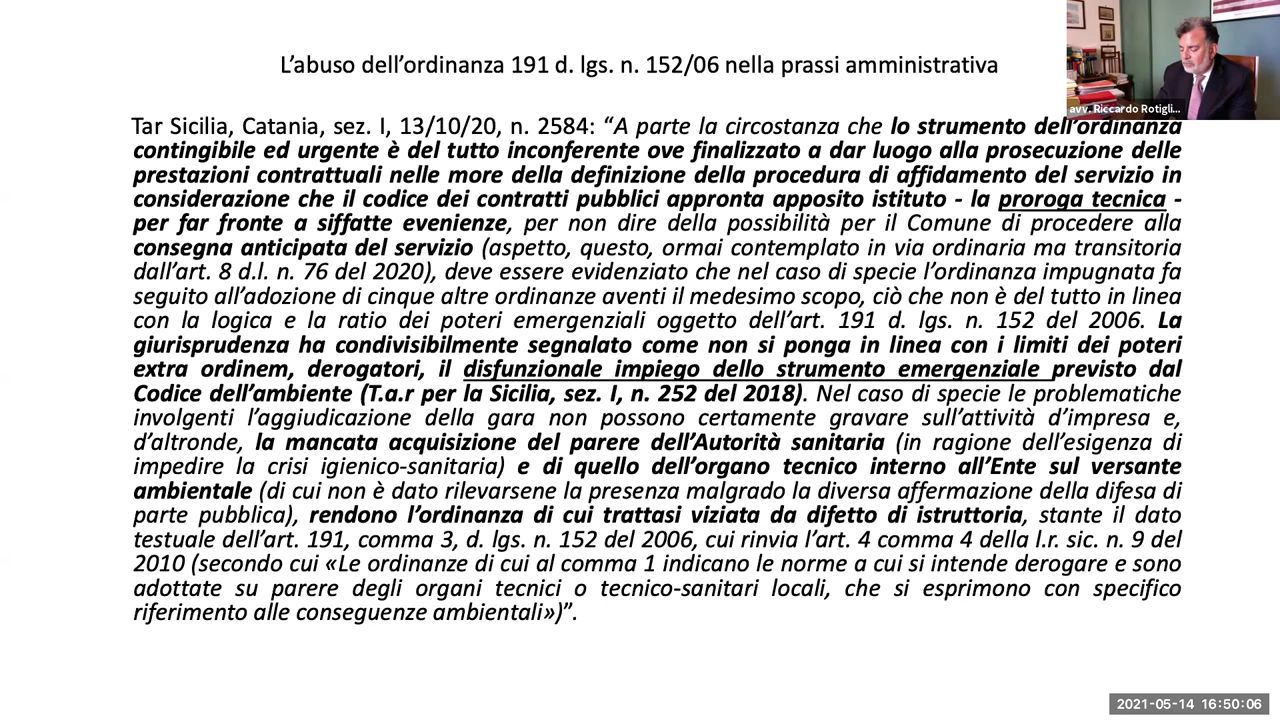 L’abuso dell’ordinanza 191 d. lgs. n. 152/06 nella prassi amministrativa
avv. Riccardo Rotigli...
Tar Sicilia, Catania, sez. I, 13/10/20, n. 2584: “A parte la circostanza che lo strumento dell’ordinanza
contingibile ed urgente è del tutto inconferente ove finalizzato a dar luogo alla prosecuzione delle
prestazioni contrattuali nelle more della definizione della procedura di affidamento del servizio in
considerazione che il codice dei contratti pubblici appronta apposito istituto - la proroga tecnica -
per far fronte a siffatte evenienze, per non dire della possibilità per il Comune di procedere alla
consegna anticipata del servizio (aspetto, questo, ormai contemplato in via ordinaria ma transitoria
dall’art. 8 d.l. n. 76 del 2020), deve essere evidenziato che nel caso di specie l’ordinanza impugnata fa
seguito all’adozione di cinque altre ordinanze aventi il medesimo scopo, ciò che non è del tutto in linea
con la logica e la ratio dei poteri emergenziali oggetto dell’art. 191 d. lgs. n. 152 del 2006. La
giurisprudenza ha condivisibilmente segnalato come non si ponga in linea con i limiti dei poteri
extra ordinem, derogatori, il disfunzionale impiego dello strumento emergenziale previsto dal
Codice dell’ambiente (T.a.r per la Sicilia, sez. I, n. 252 del 2018). Nel caso di specie le problematiche
involgenti l’aggiudicazione della gara non possono certamente gravare sull’attività d’impresa e,
d’altronde, la mancata acquisizione del parere dell’Autorità sanitaria (in ragione dell’esigenza di
impedire la crisi igienico-sanitaria) e di quello dell’organo tecnico interno all’Ente sul versante
ambientale (di cui non è dato rilevarsene la presenza malgrado la diversa affermazione della difesa di
parte pubblica), rendono l’ordinanza di cui trattasi viziata da difetto di istruttoria, stante il dato
testuale dell’art. 191, comma 3, d. lgs. n. 152 del 2006, cui rinvia l’art. 4 comma 4 della l.r. sic. n. 9 del
2010 (secondo cui «Le ordinanze di cui al comma 1 indicano le norme a cui si intende derogare e sono
adottate su parere degli organi tecnici o tecnico-sanitari locali, che si esprimono con specifico
riferimento alle conseguenze ambientali»)”.
2021-05-14 16:50:06